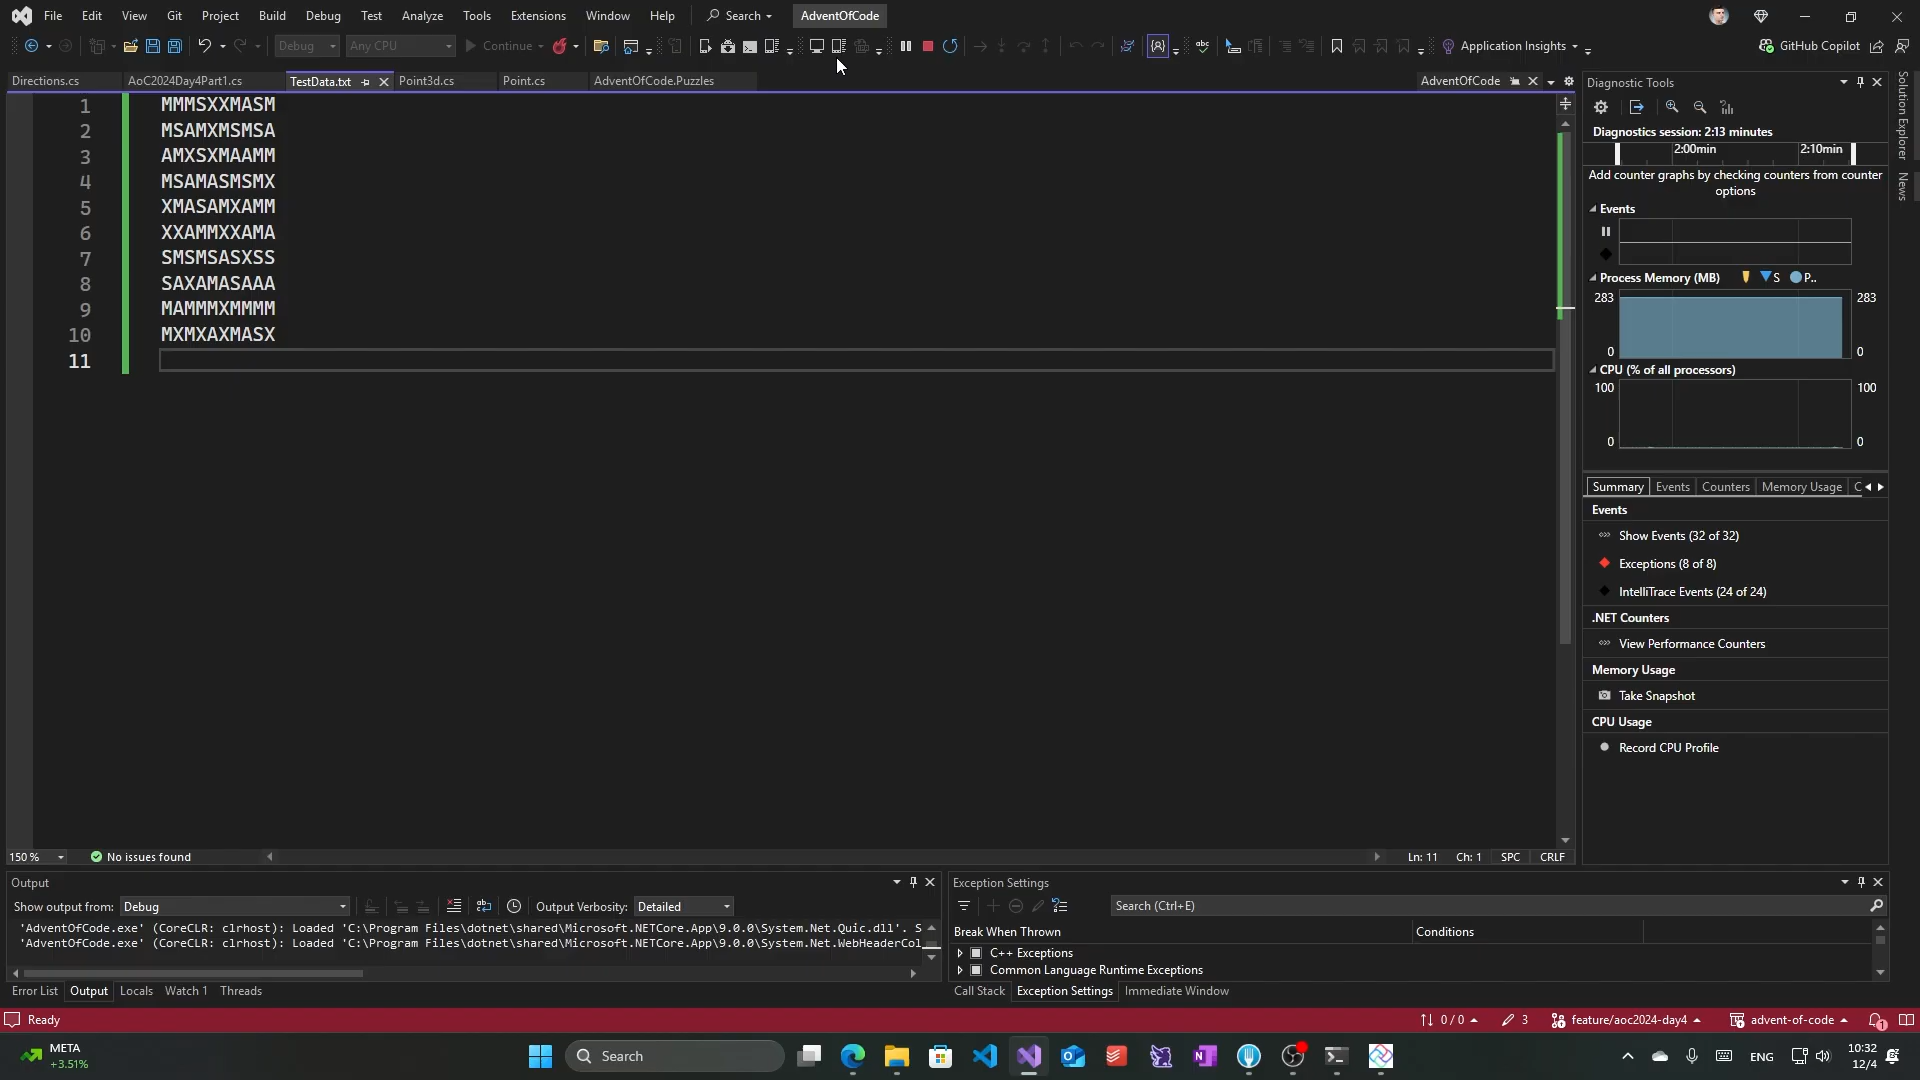 File Edit View Git Project Build Debug Test Analyze Tools Extensions Window Help Search AdventOfCode
Debug Any CPU Continue Application Insights GitHub Copilot
Directions.cs AoC2024Day4Part1.cs TestData.txt Point3d.cs Point.cs AdventOfCode.Puzzles AdventOfCode
1 MMMSXXMASM
2 MSAMXMSMSA
3 AMXSXMAAMM
4 MSAMASMSMX
5 XMASAMXAMM
6 XXAMMXXAMA
7 SMSMSASXSS
8 SAXAMASAAA
9 MAMMMXMMMM
10 MXMXAXMASX
11
150 % No issues found Ln: 11 Ch: 1 SPC CRLF
Diagnostic Tools
Diagnostics session: 2:13 minutes
2:00min 2:10min
Add counter graphs by checking counters from counter
options
Events
Process Memory (MB) S P..
283 283
0 0
CPU (% of all processors)
100 100
0 0
Summary Events Counters Memory Usage C
Events
Show Events (32 of 32)
Exceptions (8 of 8)
IntelliTrace Events (24 of 24)
.NET Counters
View Performance Counters
Memory Usage
Take Snapshot
CPU Usage
Record CPU Profile
Solution Explorer
News
Output
Show output from: Debug Output Verbosity: Detailed
'AdventOfCode.exe' (CoreCLR: clrhost): Loaded 'C:\Program Files\dotnet\shared\Microsoft.NETCore.App\9.0.0\System.Net.Quic.dll'. S
'AdventOfCode.exe' (CoreCLR: clrhost): Loaded 'C:\Program Files\dotnet\shared\Microsoft.NETCore.App\9.0.0\System.Net.WebHeaderCol
Error List Output Locals Watch 1 Threads
Exception Settings
Search (Ctrl+E)
Break When Thrown Conditions
C++ Exceptions
Common Language Runtime Exceptions
Call Stack Exception Settings Immediate Window
Ready 0 / 0 3 feature/aoc2024-day4 advent-of-code 1
META
+3.51%
Search
ENG
10:32
12/4